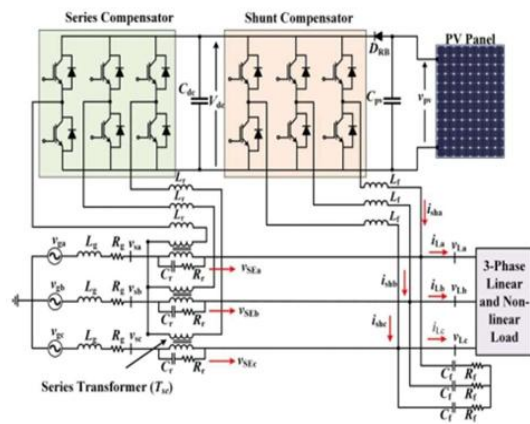 Series Compensator
Shunt Compensator
PV Panel
D_RB
C_dc
V_dc
C_pv
v_pv
L_r
L_r
L_r
L_f
L_f
L_f
i_sha
v_ga
L_g
R_g
v_sa
C_r
R_r
v_SEa
i_La
v_La
v_gb
L_g
R_g
v_sb
C_r
R_r
v_SEb
i_shb
i_Lb
v_Lb
v_gc
L_g
R_g
v_sc
C_r
R_r
v_SEc
i_shc
i_Lc
v_Lc
3-Phase
Linear
and Non-
linear
Load
Series Transformer (T_se)
C_f
R_f
C_f
R_f
C_f
R_f